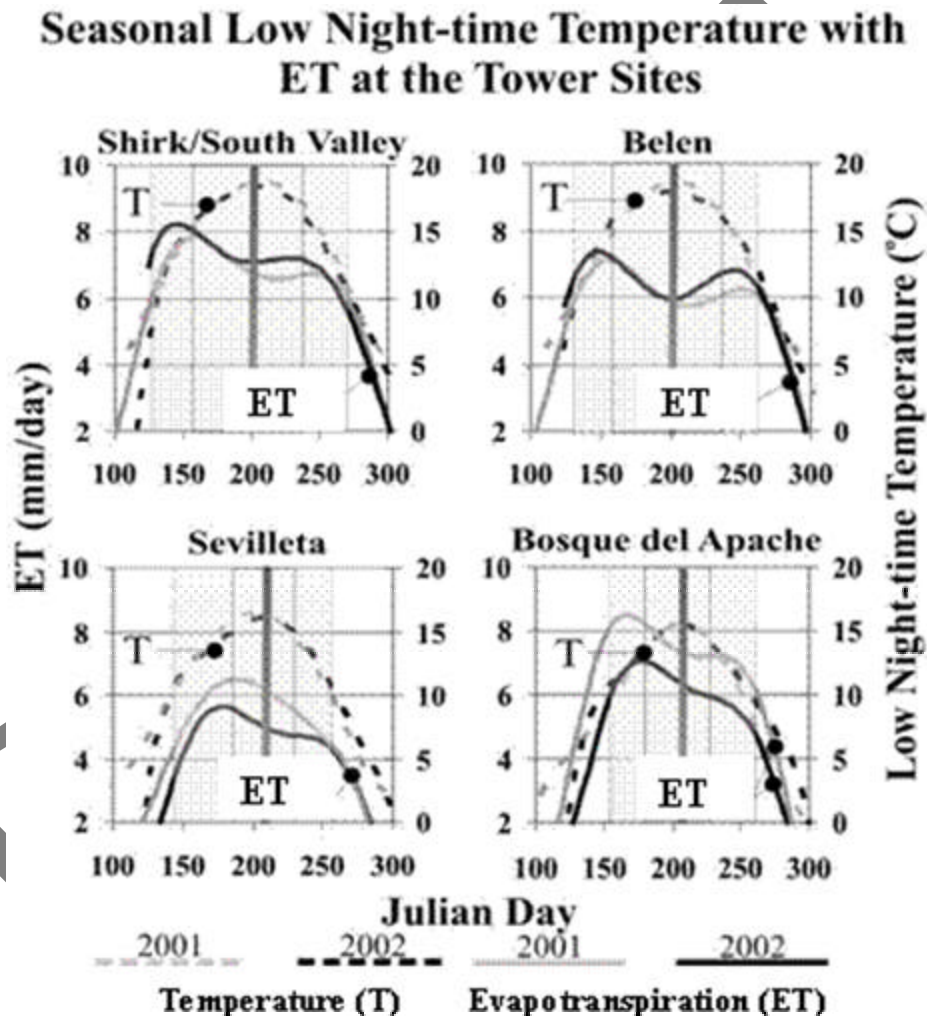 Seasonal Low Night-time Temperature with
ET at the Tower Sites
Shirk/South Valley
Belen
10 20 10 20
T T
8 15 8 15
6 10 6 10
4 5 4 5
ET ET
2 0 2 0
100 150 200 250 300 100 150 200 250 300
ET (mm/day)
Low Night-time Temperature (°C)
Sevilleta
Bosque del Apache
10 20 10 20
8 15 8 15
T T
6 10 6 10
4 5 4 5
ET ET
2 0 2 0
100 150 200 250 300 100 150 200 250 300
Julian Day
2001 2002 2001 2002
Temperature (T) Evapotranspiration (ET)